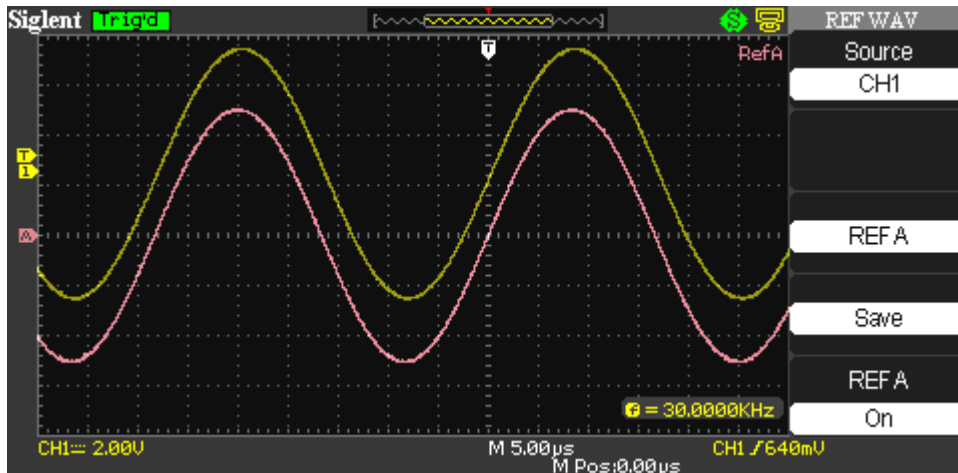 Siglent Trig'd S REF WAV
T RefA Source
CH1
T
1
A REF A
Save
REF A
f = 30.0000KHz On
CH1 2.00V M 5.00µs CH1 /640mV
M Pos:0.00µs